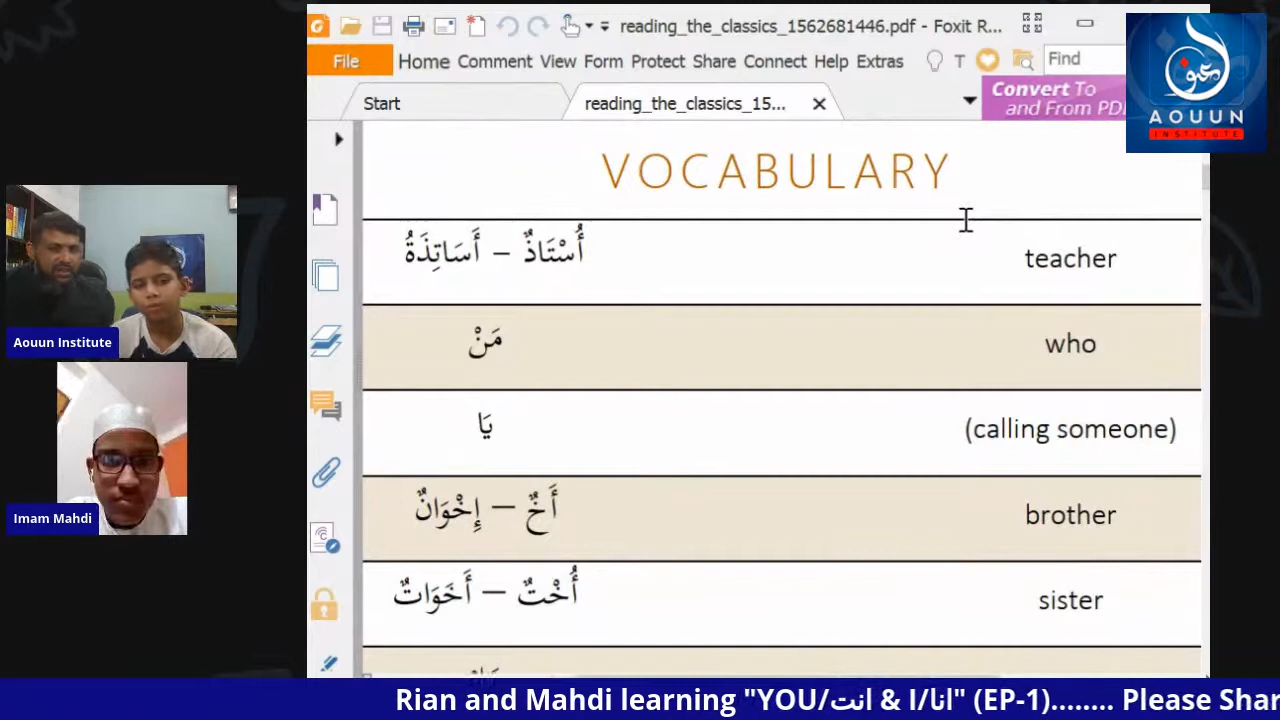 reading_the_classics_1562681446.pdf - Foxit R...
File Home Comment View Form Protect Share Connect Help Extras
T
Find
Start
reading_the_classics_15...
Convert To
and From PDF
AOUUN
INSTITUTE
VOCABULARY
أُسْتَاذٌ – أَسَاتِذَةُ teacher
مَنْ who
يَا (calling someone)
أَخٌ – إِخْوَانٌ brother
أُخْتٌ – أَخَوَاتٌ sister
Aouun Institute
Imam Mahdi
Rian and Mahdi learning "YOU/انت & I/انا" (EP-1)........ Please Shar